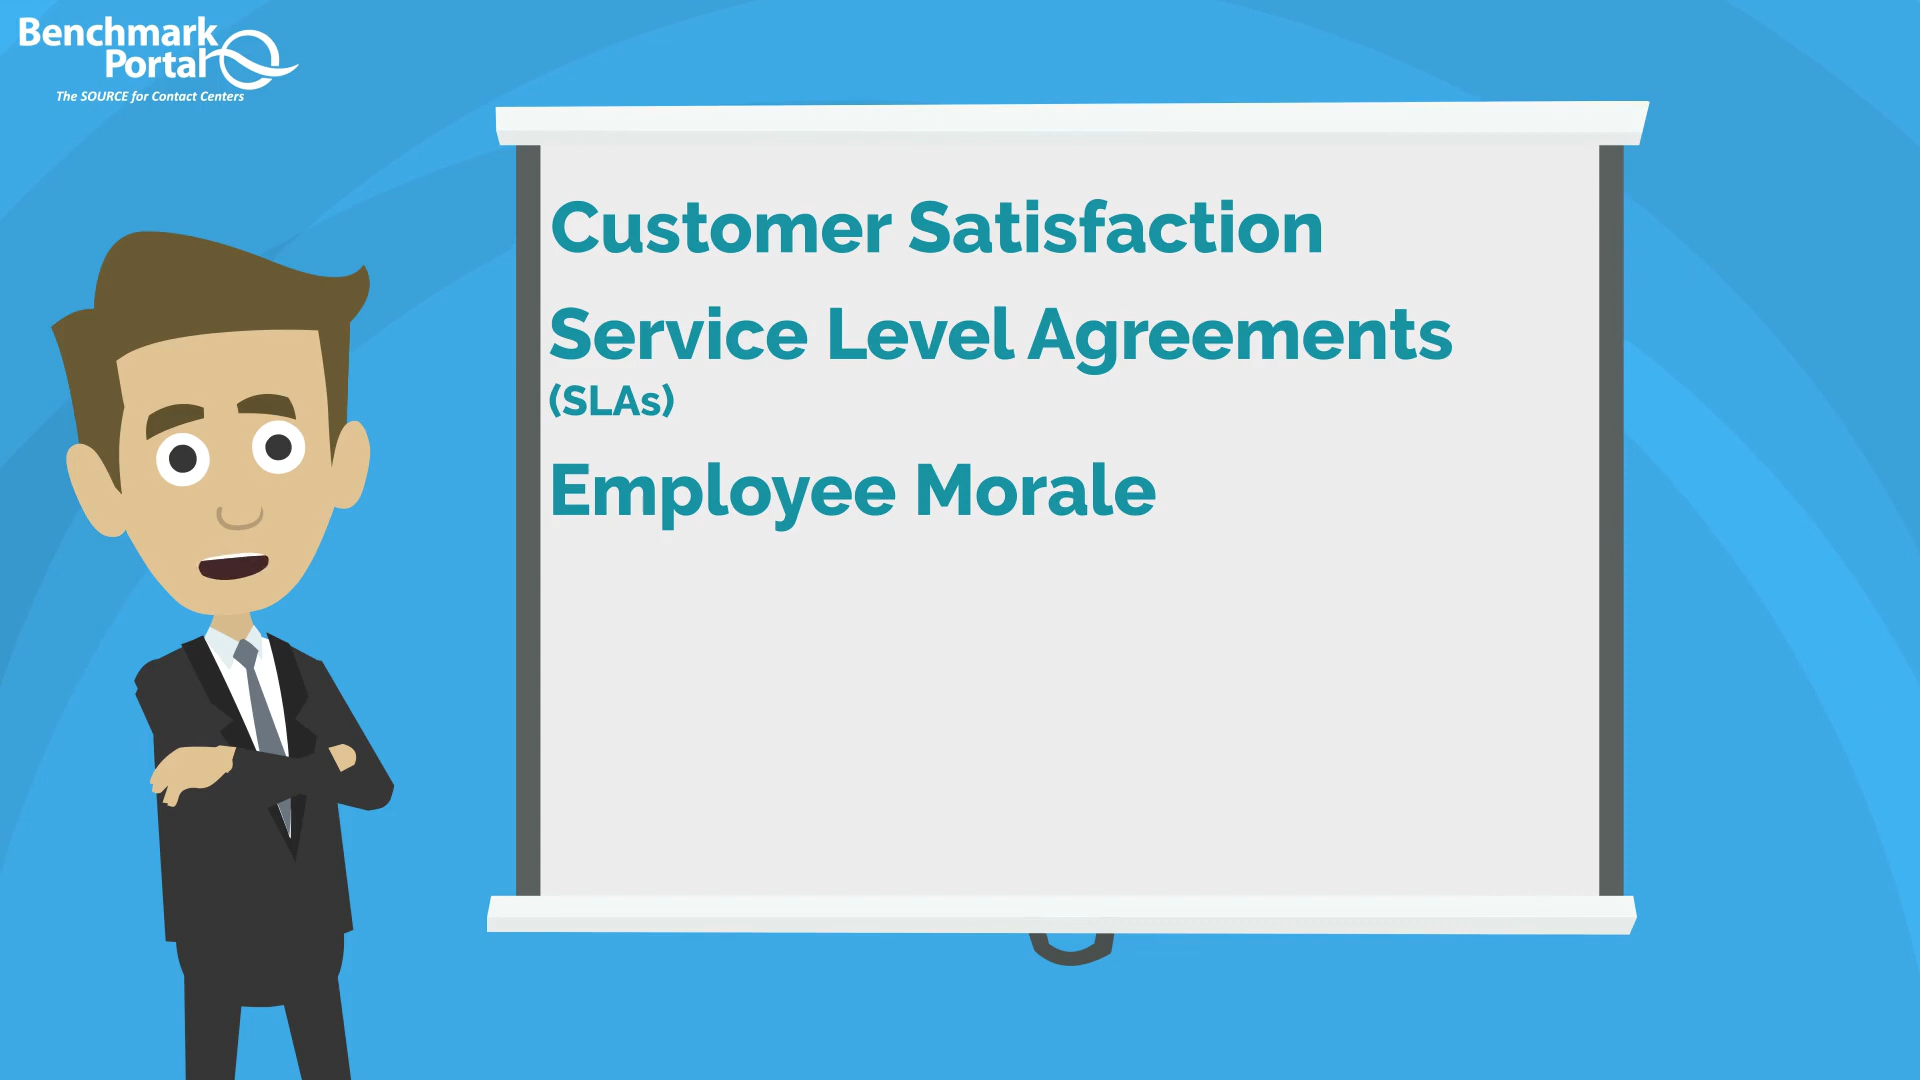 Benchmark
Portal
The SOURCE for Contact Centers
Customer Satisfaction
Service Level Agreements
(SLAs)
Employee Morale